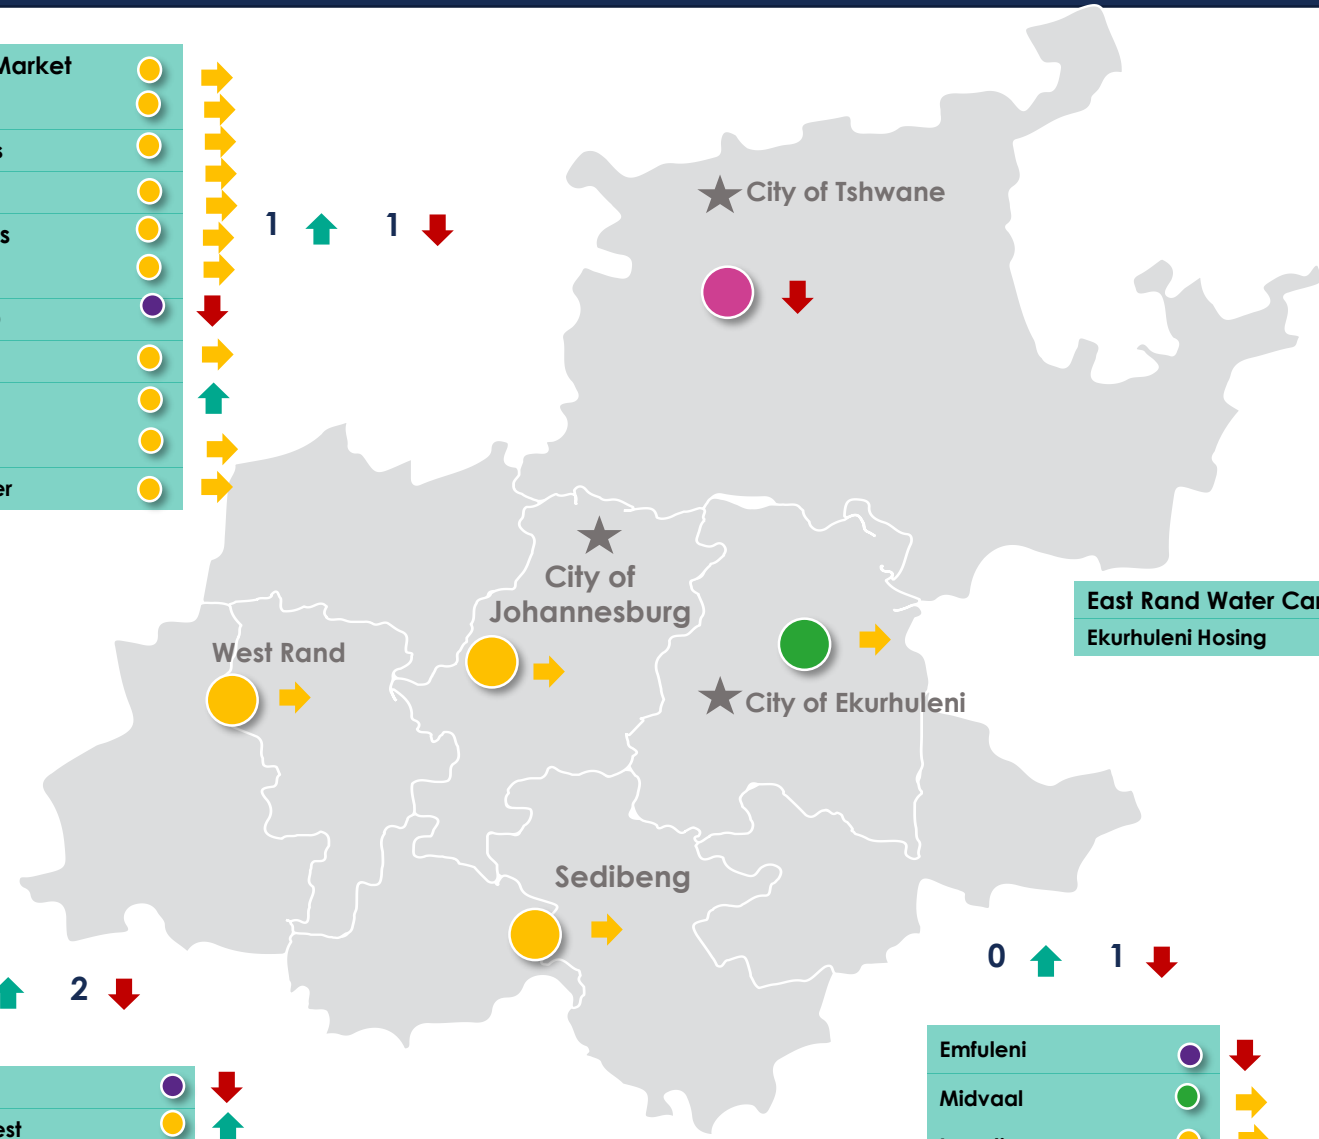 Market
s
s
er
1 1
City of Tshwane
City of
Johannesburg
West Rand
City of Ekurhuleni
East Rand Water Car
Ekurhuleni Hosing
Sedibeng
0 1
2
Emfuleni
Midvaal
est